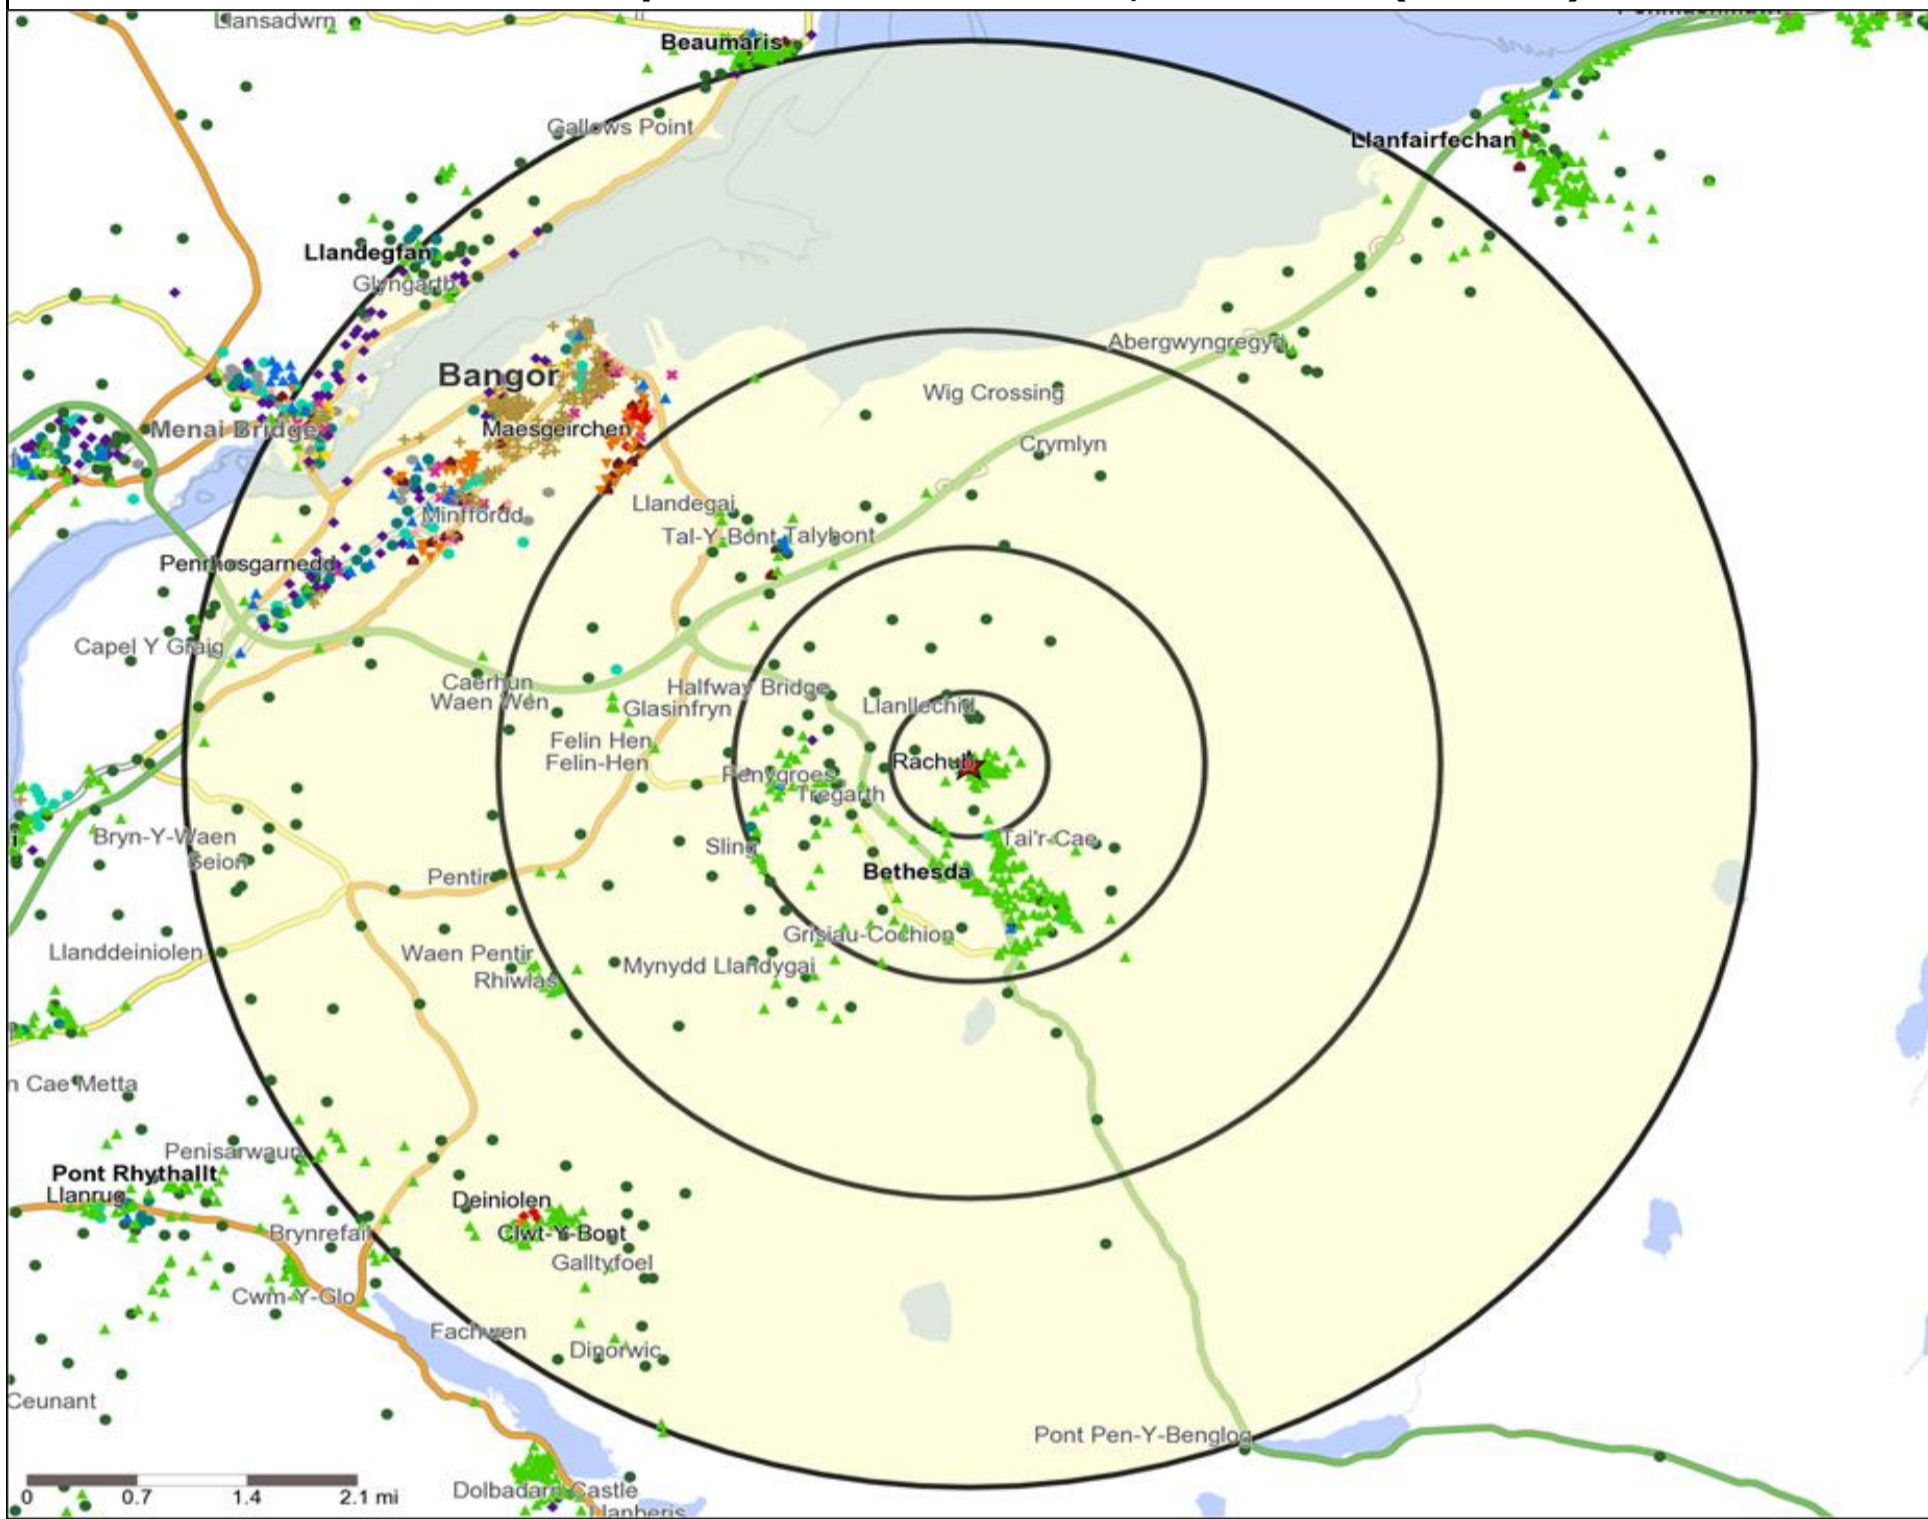 Llansadwrn
Beaumaris
Gallows Point
Llanfairfechan
Llandegfan
Glyngarth
Abergwyngregyn
Bangor
Wig Crossing
Menai Bridge
Maesgeirchen
Crymlyn
Llandegai
Minffordd
Tal-Y-Bont
Talybont
Penrhosgarnedd
Capel Y Graig
Caerhun
Waen Wen
Halfway Bridge
Glasinfryn
Llanllechid
Felin Hen
Felin-Hen
Rachub
Penygroes
Tregarth
Bryn-Y-Waen
Seion
Sling
Tai'r-Cae
Pentir
Bethesda
Llanddeiniolen
Waen Pentir
Rhiwlas
Grisiau-Cochion
Mynydd Llandygai
n Cae Metta
Penisarwaun
Pont Rhythallt
Llanrug
Deiniolen
Clwt-Y-Bont
Brynrefail
Galltyfoel
Cwm-Y-Glo
Fachwen
Dinorwic
Ceunant
Pont Pen-Y-Benglog
0 0.7 1.4 2.1 mi
Dolbadarn Castle
Llanberis